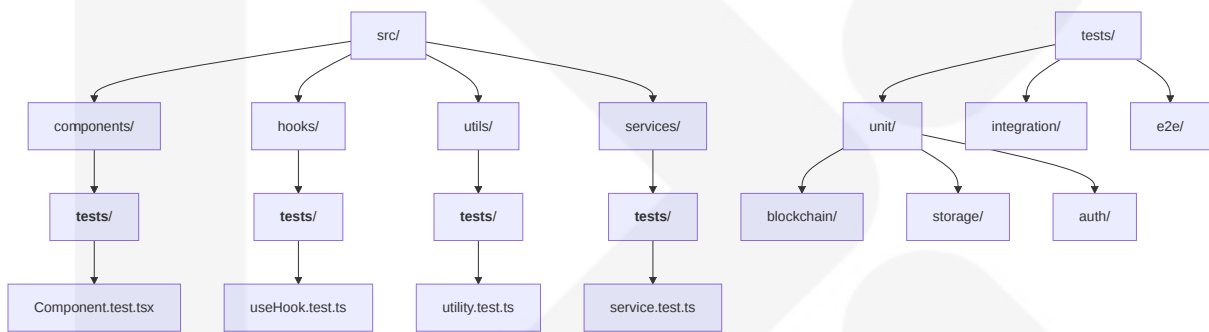 src/
tests/
components/
hooks/
utils/
services/
unit/
integration/
e2e/
tests/
tests/
tests/
tests/
blockchain/
storage/
auth/
Component.test.tsx
useHook.test.ts
utility.test.ts
service.test.ts